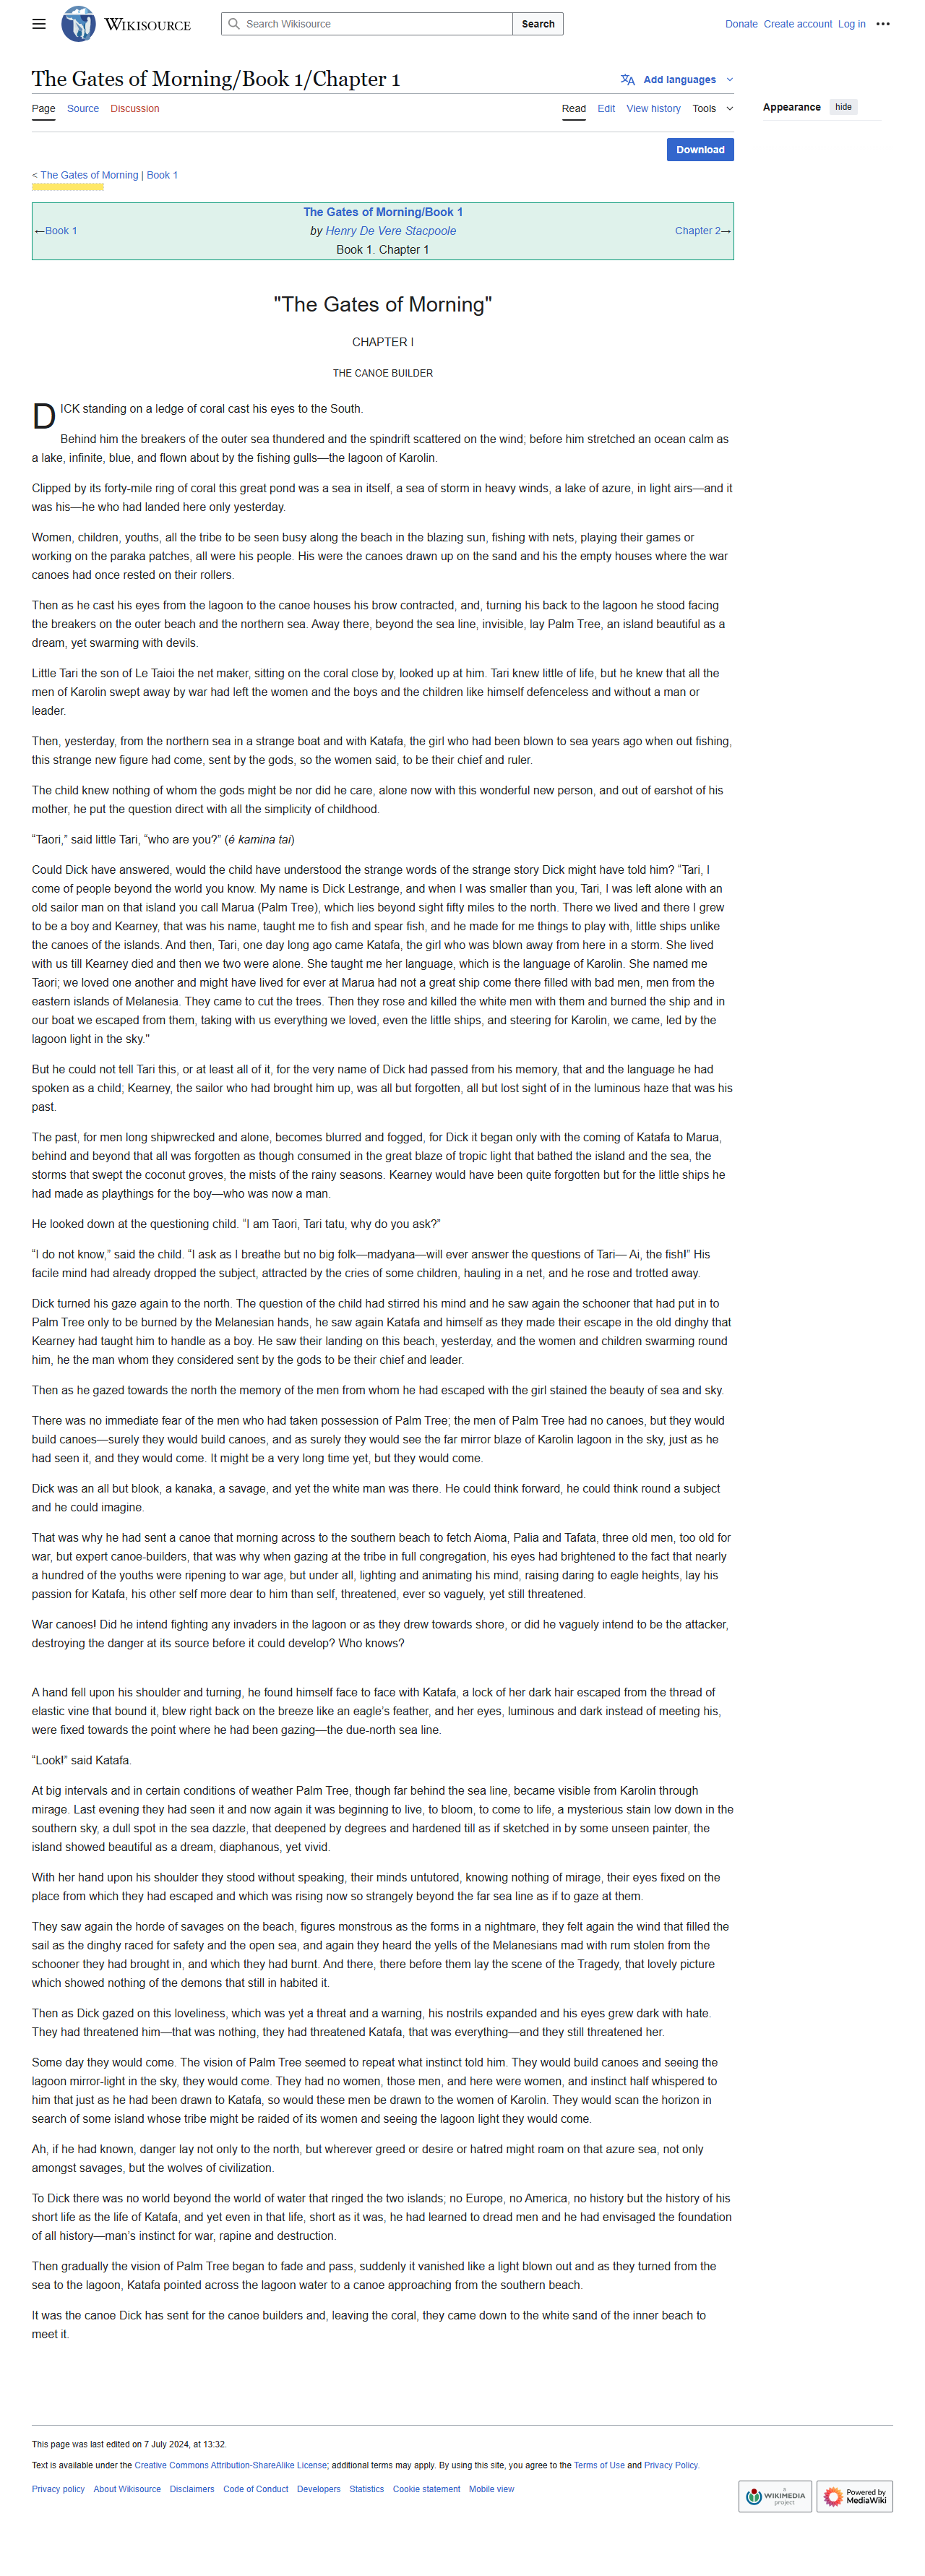 WIKISOURCE
Search Wikisource
Search
Donate Create account Log in
The Gates of Morning/Book 1/Chapter 1
Add languages
Page Source Discussion
Read Edit View history Tools
Appearance hide
Download
< The Gates of Morning | Book 1
The Gates of Morning/Book 1
←Book 1
by Henry De Vere Stacpoole
Chapter 2→
Book 1. Chapter 1
"The Gates of Morning"
CHAPTER I
THE CANOE BUILDER
DICK standing on a ledge of coral cast his eyes to the South.
Behind him the breakers of the outer sea thundered and the spindrift scattered on the wind; before him stretched an ocean calm as
a lake, infinite, blue, and flown about by the fishing gulls—the lagoon of Karolin.
Clipped by its forty-mile ring of coral this great pond was a sea in itself, a sea of storm in heavy winds, a lake of azure, in light airs—and it
was his—he who had landed here only yesterday.
Women, children, youths, all the tribe to be seen busy along the beach in the blazing sun, fishing with nets, playing their games or
working on the paraka patches, all were his people. His were the canoes drawn up on the sand and his the empty houses where the war
canoes had once rested on their rollers.
Then as he cast his eyes from the lagoon to the canoe houses his brow contracted, and, turning his back to the lagoon he stood facing
the breakers on the outer beach and the northern sea. Away there, beyond the sea line, invisible, lay Palm Tree, an island beautiful as a
dream, yet swarming with devils.
Little Tari the son of Le Taioi the net maker, sitting on the coral close by, looked up at him. Tari knew little of life, but he knew that all the
men of Karolin swept away by war had left the women and the boys and the children like himself defenceless and without a man or
leader.
Then, yesterday, from the northern sea in a strange boat and with Katafa, the girl who had been blown to sea years ago when out fishing,
this strange new figure had come, sent by the gods, so the women said, to be their chief and ruler.
The child knew nothing of whom the gods might be nor did he care, alone now with this wonderful new person, and out of earshot of his
mother, he put the question direct with all the simplicity of childhood.
“Taori,” said little Tari, “who are you?” (é kamina tai)
Could Dick have answered, would the child have understood the strange words of the strange story Dick might have told him? “Tari, I
come of people beyond the world you know. My name is Dick Lestrange, and when I was smaller than you, Tari, I was left alone with an
old sailor man on that island you call Marua (Palm Tree), which lies beyond sight fifty miles to the north. There we lived and there I grew
to be a boy and Kearney, that was his name, taught me to fish and spear fish, and he made for me things to play with, little ships unlike
the canoes of the islands. And then, Tari, one day long ago came Katafa, the girl who was blown away from here in a storm. She lived
with us till Kearney died and then we two were alone. She taught me her language, which is the language of Karolin. She named me
Taori; we loved one another and might have lived for ever at Marua had not a great ship come there filled with bad men, men from the
eastern islands of Melanesia. They came to cut the trees. Then they rose and killed the white men with them and burned the ship and in
our boat we escaped from them, taking with us everything we loved, even the little ships, and steering for Karolin, we came, led by the
lagoon light in the sky.”
But he could not tell Tari this, or at least all of it, for the very name of Dick had passed from his memory, that and the language he had
spoken as a child; Kearney, the sailor who had brought him up, was all but forgotten, all but lost sight of in the luminous haze that was his
past.
The past, for men long shipwrecked and alone, becomes blurred and fogged, for Dick it began only with the coming of Katafa to Marua,
behind and beyond that all was forgotten as though consumed in the great blaze of tropic light that bathed the island and the sea, the
storms that swept the coconut groves, the mists of the rainy seasons. Kearney would have been quite forgotten but for the little ships he
had made as playthings for the boy—who was now a man.
He looked down at the questioning child. “I am Taori, Tari tatu, why do you ask?”
“I do not know,” said the child. “I ask as I breathe but no big folk—madyana—will ever answer the questions of Tari— Ai, the fish!” His
facile mind had already dropped the subject, attracted by the cries of some children, hauling in a net, and he rose and trotted away.
Dick turned his gaze again to the north. The question of the child had stirred his mind and he saw again the schooner that had put in to
Palm Tree only to be burned by the Melanesian hands, he saw again Katafa and himself as they made their escape in the old dinghy that
Kearney had taught him to handle as a boy. He saw their landing on this beach, yesterday, and the women and children swarming round
him, he the man whom they considered sent by the gods to be their chief and leader.
Then as he gazed towards the north the memory of the men from whom he had escaped with the girl stained the beauty of sea and sky.
There was no immediate fear of the men who had taken possession of Palm Tree; the men of Palm Tree had no canoes, but they would
build canoes—surely they would build canoes, and as surely they would see the far mirror blaze of Karolin lagoon in the sky, just as he
had seen it, and they would come. It might be a very long time yet, but they would come.
Dick was an all but blook, a kanaka, a savage, and yet the white man was there. He could think forward, he could think round a subject
and he could imagine.
That was why he had sent a canoe that morning across to the southern beach to fetch Aioma, Palia and Tafata, three old men, too old for
war, but expert canoe-builders, that was why when gazing at the tribe in full congregation, his eyes had brightened to the fact that nearly
a hundred of the youths were ripening to war age, but under all, lighting and animating his mind, raising daring to eagle heights, lay his
passion for Katafa, his other self more dear to him than self, threatened, ever so vaguely, yet still threatened.
War canoes! Did he intend fighting any invaders in the lagoon or as they drew towards shore, or did he vaguely intend to be the attacker,
destroying the danger at its source before it could develop? Who knows?
A hand fell upon his shoulder and turning, he found himself face to face with Katafa, a lock of her dark hair escaped from the thread of
elastic vine that bound it, blew right back on the breeze like an eagle’s feather, and her eyes, luminous and dark instead of meeting his,
were fixed towards the point where he had been gazing—the due-north sea line.
“Look!” said Katafa.
At big intervals and in certain conditions of weather Palm Tree, though far behind the sea line, became visible from Karolin through
mirage. Last evening they had seen it and now again it was beginning to live, to bloom, to come to life, a mysterious stain low down in the
southern sky, a dull spot in the sea dazzle, that deepened by degrees and hardened till as if sketched in by some unseen painter, the
island showed beautiful as a dream, diaphanous, yet vivid.
With her hand upon his shoulder they stood without speaking, their minds untutored, knowing nothing of mirage, their eyes fixed on the
place from which they had escaped and which was rising now so strangely beyond the far sea line as if to gaze at them.
They saw again the horde of savages on the beach, figures monstrous as the forms in a nightmare, they felt again the wind that filled the
sail as the dinghy raced for safety and the open sea, and again they heard the yells of the Melanesians mad with rum stolen from the
schooner they had brought in, and which they had burnt. And there, there before them lay the scene of the Tragedy, that lovely picture
which showed nothing of the demons that still in habited it.
Then as Dick gazed on this loveliness, which was yet a threat and a warning, his nostrils expanded and his eyes grew dark with hate.
They had threatened him—that was nothing, they had threatened Katafa, that was everything—and they still threatened her.
Some day they would come. The vision of Palm Tree seemed to repeat what instinct told him. They would build canoes and seeing the
lagoon mirror-light in the sky, they would come. They had no women, those men, and here were women, and instinct half whispered to
him that just as he had been drawn to Katafa, so would these men be drawn to the women of Karolin. They would scan the horizon in
search of some island whose tribe might be raided of its women and seeing the lagoon light they would come.
Ah, if he had known, danger lay not only to the north, but wherever greed or desire or hatred might roam on that azure sea, not only
amongst savages, but the wolves of civilization.
To Dick there was no world beyond the world of water that ringed the two islands; no Europe, no America, no history but the history of his
short life as the life of Katafa, and yet even in that life, short as it was, he had learned to dread men and he had envisaged the foundation
of all history—man’s instinct for war, rapine and destruction.
Then gradually the vision of Palm Tree began to fade and pass, suddenly it vanished like a light blown out and as they turned from the
sea to the lagoon, Katafa pointed across the lagoon water to a canoe approaching from the southern beach.
It was the canoe Dick has sent for the canoe builders and, leaving the coral, they came down to the white sand of the inner beach to
meet it.
This page was last edited on 7 July 2024, at 13:32.
Text is available under the Creative Commons Attribution-ShareAlike License; additional terms may apply. By using this site, you agree to the Terms of Use and Privacy Policy.
Privacy policy About Wikisource Disclaimers Code of Conduct Developers Statistics Cookie statement Mobile view
A WIKIMEDIA project
Powered by MediaWiki